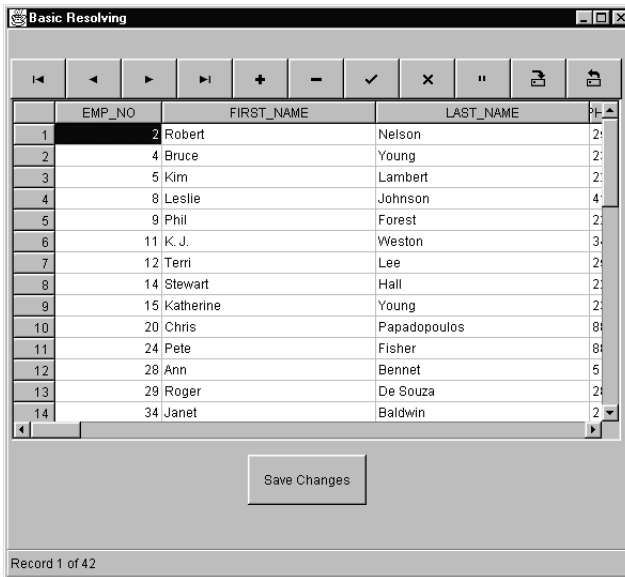 Basic Resolving
EMP_NO FIRST_NAME LAST_NAME
1 2 Robert Nelson
2 4 Bruce Young
3 5 Kim Lambert
4 8 Leslie Johnson
5 9 Phil Forest
6 11 K. J. Weston
7 12 Terri Lee
8 14 Stewart Hall
9 15 Katherine Young
10 20 Chris Papadopoulos
11 24 Pete Fisher
12 28 Ann Bennet
13 29 Roger De Souza
14 34 Janet Baldwin
Save Changes
Record 1 of 42